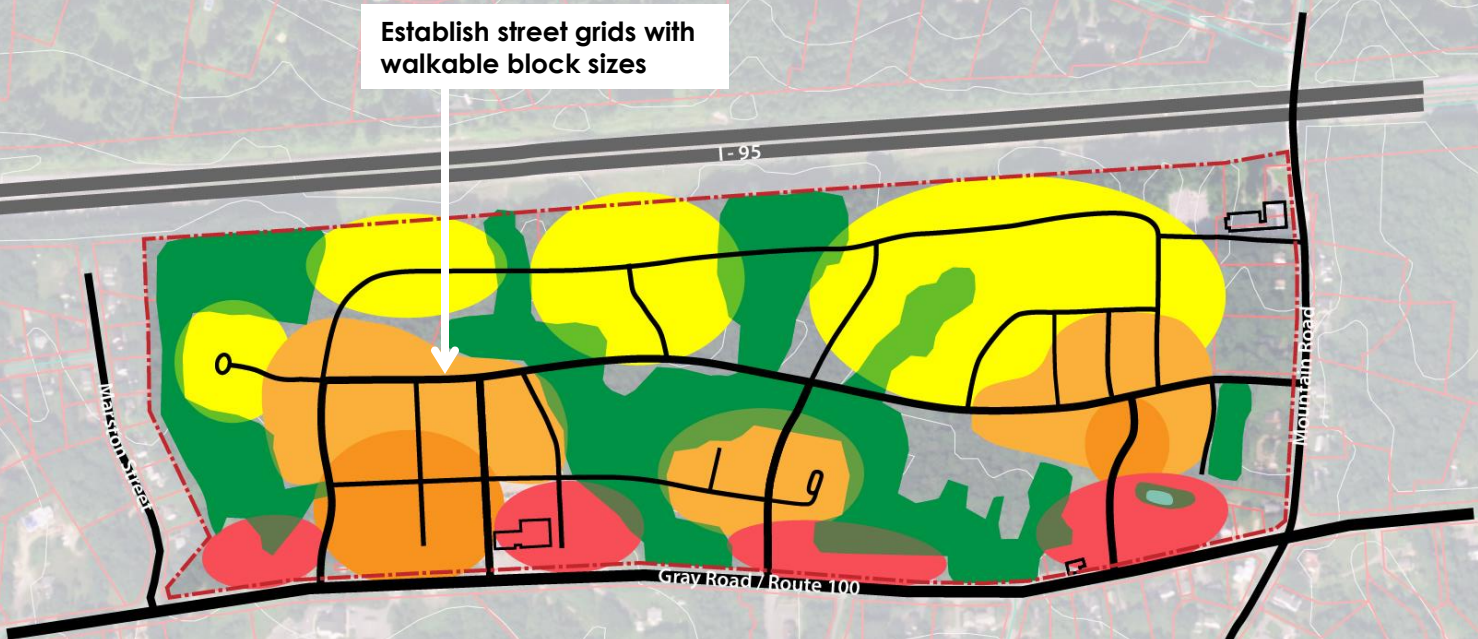 Establish street grids with
walkable block sizes
I - 95
Marston Street
Mountain Road
Gray Road / Route 100